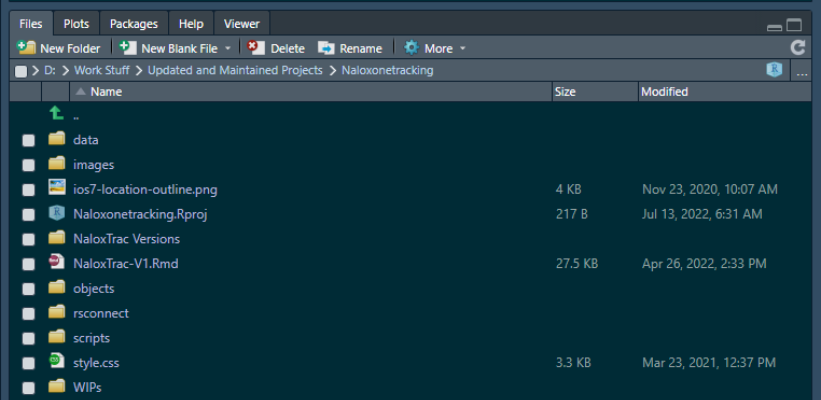 Files Plots Packages Help Viewer
New Folder New Blank File Delete Rename More
D: > Work Stuff > Updated and Maintained Projects > Naloxonetracking ...
Name Size Modified
..
data
images
ios7-location-outline.png 4 KB Nov 23, 2020, 10:07 AM
Naloxonetracking.Rproj 217 B Jul 13, 2022, 6:31 AM
NaloxTrac Versions
NaloxTrac-V1.Rmd 27.5 KB Apr 26, 2022, 2:33 PM
objects
rsconnect
scripts
style.css 3.3 KB Mar 23, 2021, 12:37 PM
WIPs